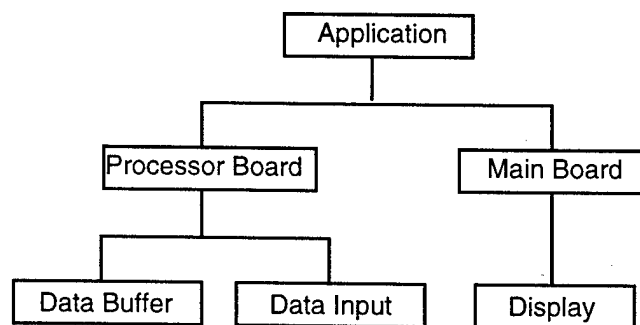 Application
Processor Board
Main Board
Data Buffer
Data Input
Display